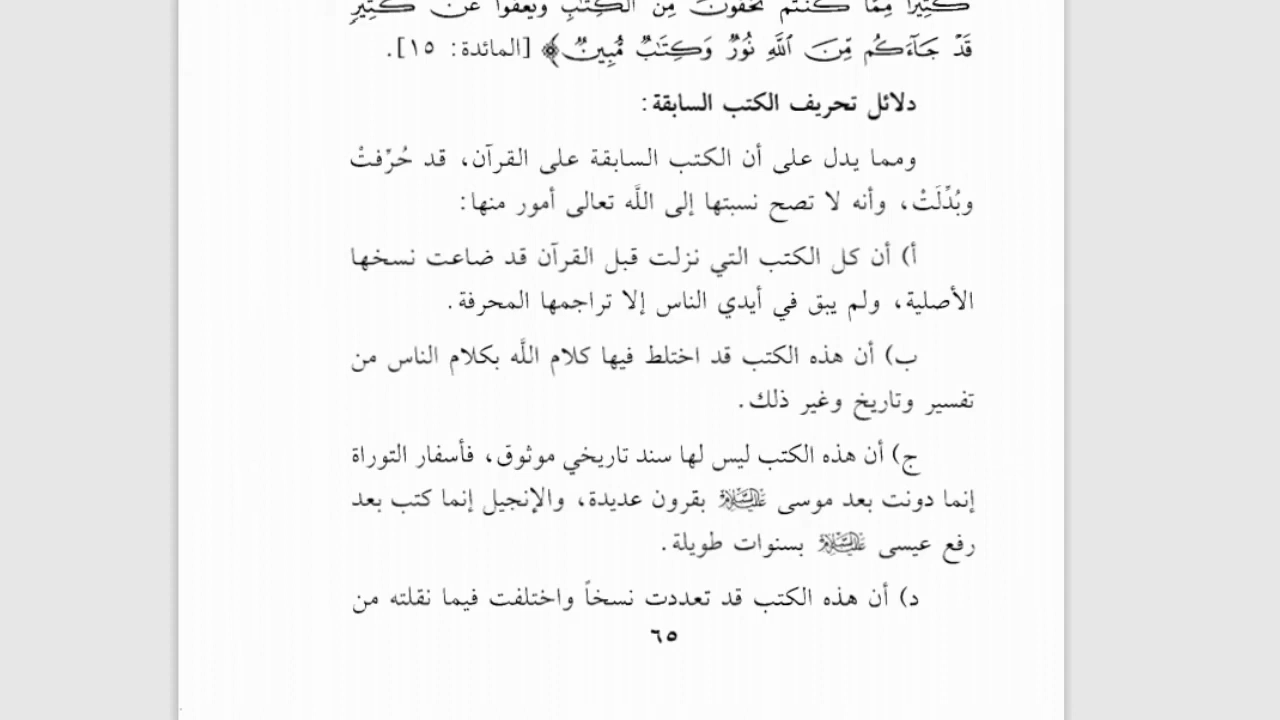 كَثِيرًا مِّمَّا كُنتُمْ تُخْفُونَ مِنَ الْكِتَٰبِ وَيَعْفُوا۟ عَن كَثِيرٍ
قَدْ جَآءَكُم مِّنَ ٱللَّهِ نُورٌ وَكِتَٰبٌ مُّبِينٌ﴾ [المائدة: ١٥].
دلائل تحريف الكتب السابقة:
ومما يدل على أن الكتب السابقة على القرآن، قد حُرِّفتْ
وبُدِّلَتْ، وأنه لا تصح نسبتها إلى اللَّه تعالى أمور منها:
أ) أن كل الكتب التي نزلت قبل القرآن قد ضاعت نسخها
الأصلية، ولم يبق في أيدي الناس إلا تراجمها المحرفة.
ب) أن هذه الكتب قد اختلط فيها كلام اللَّه بكلام الناس من
تفسير وتاريخ وغير ذلك.
ج) أن هذه الكتب ليس لها سند تاريخي موثوق، فأسفار التوراة
إنما دونت بعد موسى عليه السلام بقرون عديدة، والإنجيل إنما كتب بعد
رفع عيسى عليه السلام بسنوات طويلة.
د) أن هذه الكتب قد تعددت نسخاً واختلفت فيما نقلته من
٦٥